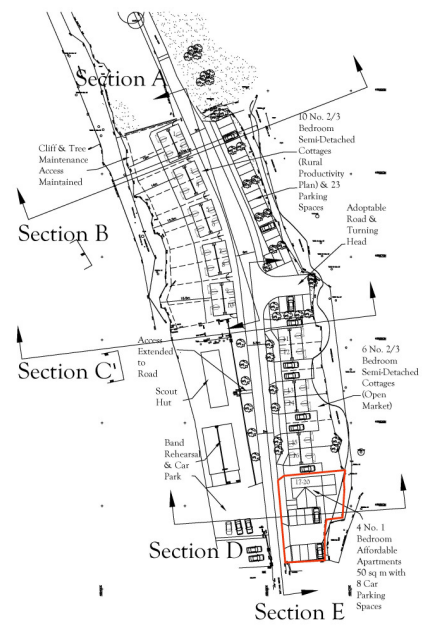 Section A
10 No. 2/3
Bedroom
Semi-Detached
Cottages
(Rural
Productivity
Plan) & 23
Parking
Spaces
Cliff & Tree
Maintenance
Access
Maintained
Adoptable
Road &
Turning
Head
Section B
Access
Extended
to
Road
Section C
Scout
Hut
6 No. 2/3
Bedroom
Semi-Detached
Cottages
(Open
Market)
Band
Rehearsal
& Car
Park
17-20
Section D
4 No. 1
Bedroom
Affordable
Apartments
50 sq m with
8 Car
Parking
Spaces
Section E